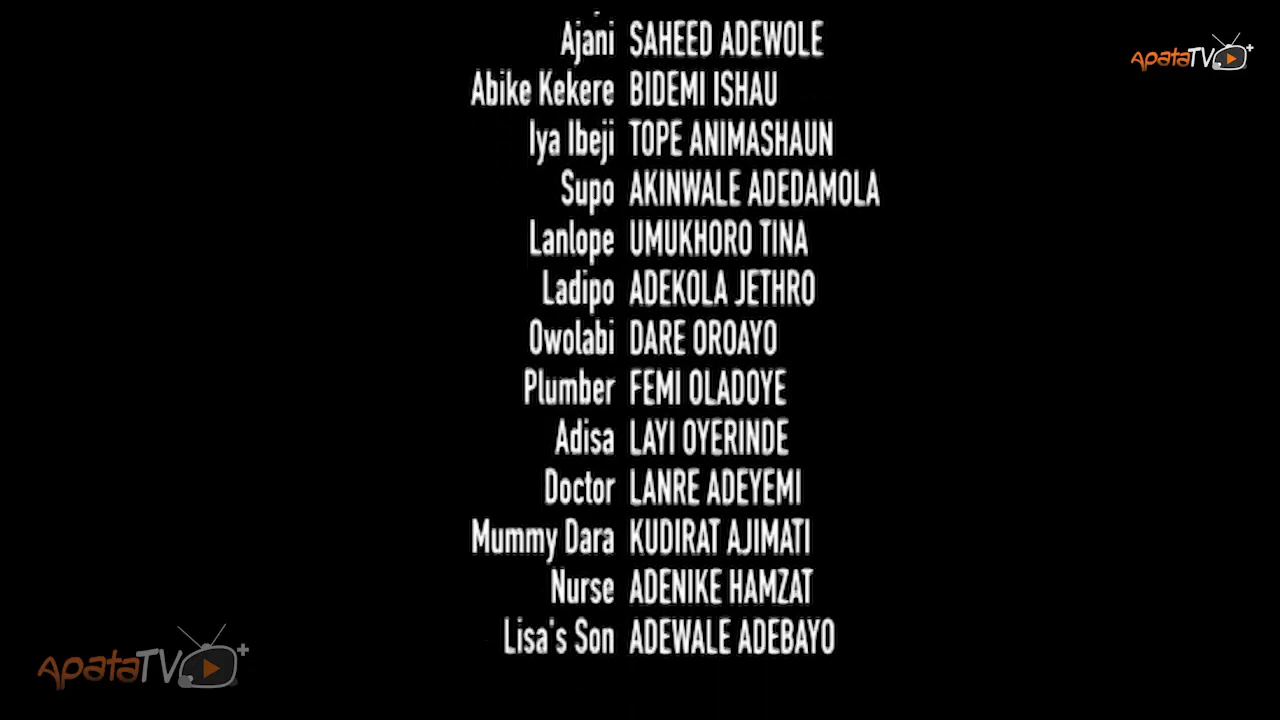 Ajani SAHEED ADEWOLE
Abike Kekere BIDEMI ISHAU
Iya Ibeji TOPE ANIMASHAUN
Supo AKINWALE ADEDAMOLA
Lanlope UMUKHORO TINA
Ladipo ADEKOLA JETHRO
Owolabi DARE OROAYO
Plumber FEMI OLADOYE
Adisa LAYI OYERINDE
Doctor LANRE ADEYEMI
Mummy Dara KUDIRAT AJIMATI
Nurse ADENIKE HAMZAT
Lisa's Son ADEWALE ADEBAYO
ApataTV+
ApataTV+